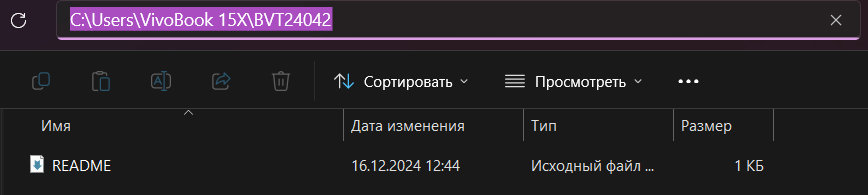 C:\Users\VivoBook 15X\BVT24042
Сортировать Просмотреть
Имя Дата изменения Тип Размер
README 16.12.2024 12:44 Исходный файл ... 1 КБ